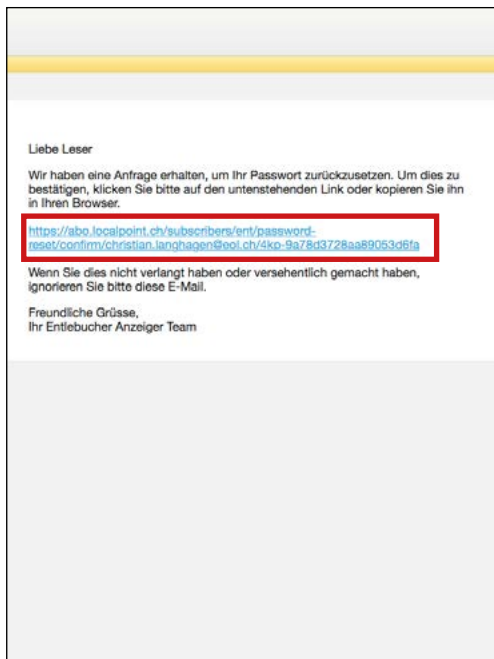 Liebe Leser
Wir haben eine Anfrage erhalten, um Ihr Passwort zurückzusetzen. Um dies zu
bestätigen, klicken Sie bitte auf den untenstehenden Link oder kopieren Sie ihn
in Ihren Browser.
https://abo.localpoint.ch/subscribers/ent/password-
reset/confirm/christian.langhagen@eol.ch/4kp-9a78d3728aa89053d6fa
Wenn Sie dies nicht verlangt haben oder versehentlich gemacht haben,
ignorieren Sie bitte diese E-Mail.
Freundliche Grüsse,
Ihr Entlebucher Anzeiger Team